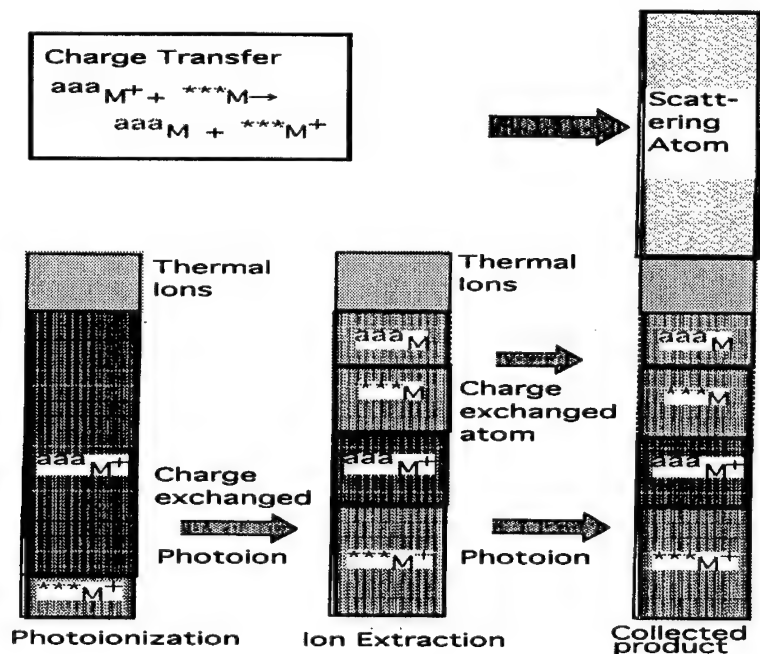 Charge Transfer
aaaM+ + ***M→
aaaM + ***M+
Scatt-
ering
Atom
Thermal
Ions
Thermal
Ions
aaaM
aaaM
***M
Charge
exchanged
atom
***M
aaaM+
Charge
exchanged
aaaM+
aaaM+
Photoion
***M+
Photoion
***M+
***M+
Photoionization
Ion Extraction
Collected
product